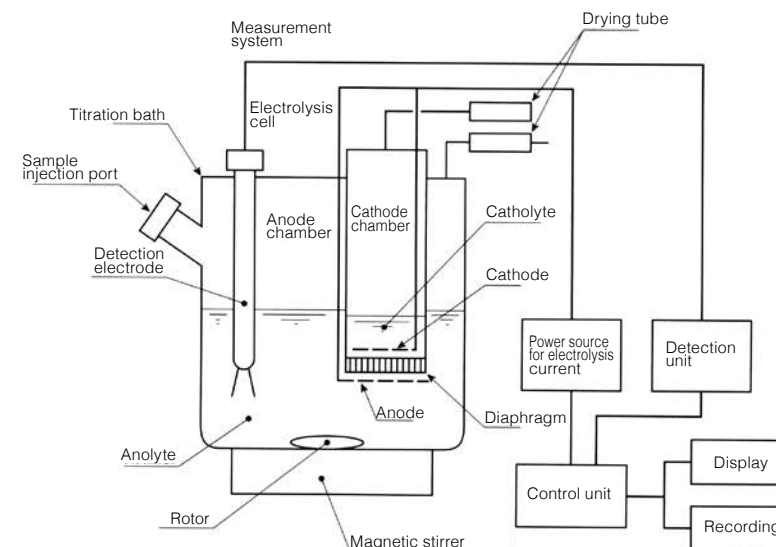 Measurement
system
Drying tube
Electrolysis
cell
Titration bath
Sample
injection port
Anode
chamber
Cathode
chamber
Catholyte
Detection
electrode
Cathode
Power source
for electrolysis
current
Detection
unit
Anode
Diaphragm
Anolyte
Display
Control unit
Rotor
Recording
Magnetic stirrer